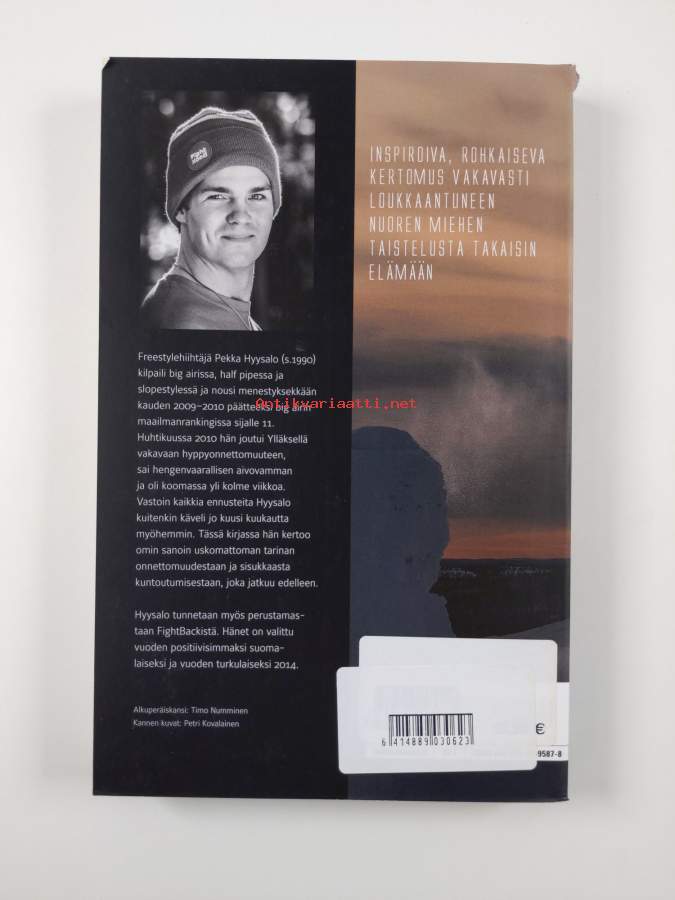 INSPIROIVA, ROHKAISEVA
KERTOMUS VAKAVASTI
LOUKKAANTUNEEN
NUOREN MIEHEN
TAISTELUSTA TAKAISIN
ELÄMÄÄN
Freestylehiihtäjä Pekka Hyysalo (s.1990)
kilpaili big airissa, half pipessa ja
slopestylessä ja nousi menestyksekkään
kauden 2009–2010 päätteeksi big airin
maailmanrankingissa sijalle 11.
Huhtikuussa 2010 hän joutui Ylläksellä
vakavaan hyppyonnettomuuteen,
sai hengenvaarallisen aivovamman
ja oli koomassa yli kolme viikkoa.
Vastoin kaikkia ennusteita Hyysalo
kuitenkin käveli jo kuusi kuukautta
myöhemmin. Tässä kirjassa hän kertoo
omin sanoin uskomattoman tarinan
onnettomuudestaan ja sisukkaasta
kuntoutumisestaan, joka jatkuu edelleen.
Hyysalo tunnetaan myös perustamas-
taan FightBackistä. Hänet on valittu
vuoden positiivisimmaksi suoma-
laiseksi ja vuoden turkulaiseksi 2014.
Alkuperäiskansi: Timo Numminen
Kannen kuvat: Petri Kovalainen
Antikvariaatti.net
€
6 414889 030623
9587-8